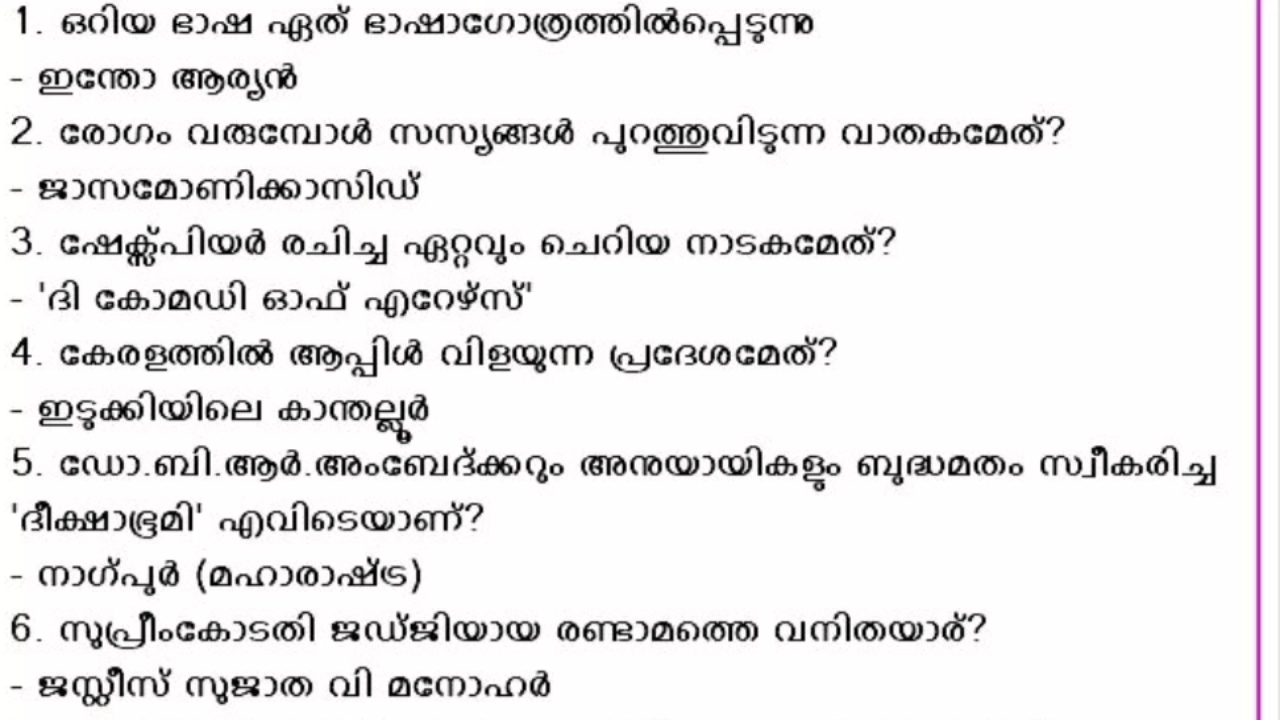 1. ഒറിയ ഭാഷ ഏത് ഭാഷാഗോത്രത്തിൽപ്പെടുന്നു
- ഇന്തോ ആര്യൻ
2. രോഗം വരുമ്പോൾ സസ്യങ്ങൾ പുറത്തുവിടുന്ന വാതകമേത്?
- ജാസമോണിക്കാസിഡ്
3. ഷേക്സ്പിയർ രചിച്ച ഏറ്റവും ചെറിയ നാടകമേത്?
- 'ദി കോമഡി ഓഫ് എറേഴ്സ്'
4. കേരളത്തിൽ ആപ്പിൾ വിളയുന്ന പ്രദേശമേത്?
- ഇടുക്കിയിലെ കാന്തല്ലൂർ
5. ഡോ.ബി.ആർ.അംബേദ്ക്കറും അനുയായികളും ബുദ്ധമതം സ്വീകരിച്ച
'ദീക്ഷാഭൂമി' എവിടെയാണ്?
- നാഗ്പൂർ (മഹാരാഷ്ട്ര)
6. സുപ്രീംകോടതി ജഡ്ജിയായ രണ്ടാമത്തെ വനിതയാര്?
- ജസ്റ്റീസ് സുജാത വി മനോഹർ